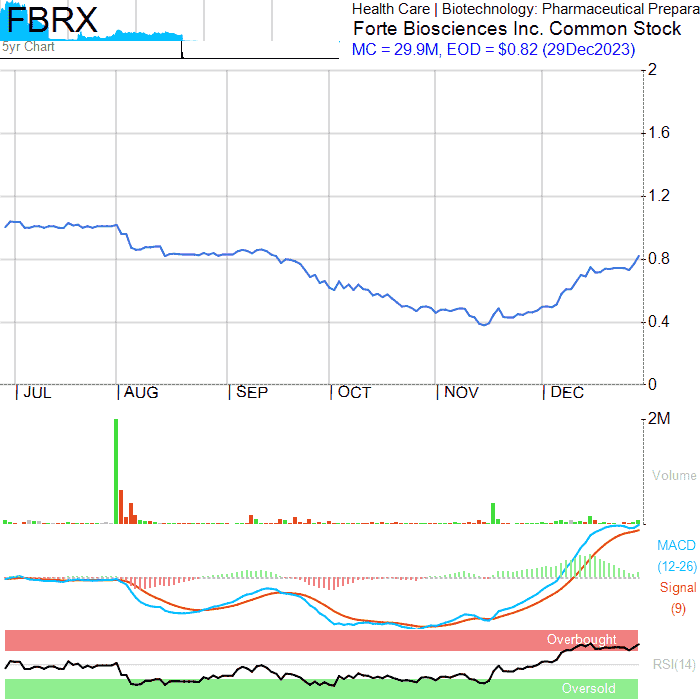 FBRX
5yr Chart
Health Care | Biotechnology: Pharmaceutical Prepara
Forte Biosciences Inc. Common Stock
MC = 29.9M, EOD = $0.82 (29Dec2023)
2
1.6
1.2
0.8
0.4
0
JUL AUG SEP OCT NOV DEC
2M
Volume
MACD
(12-26)
Signal
(9)
Overbought
RSI(14)
Oversold